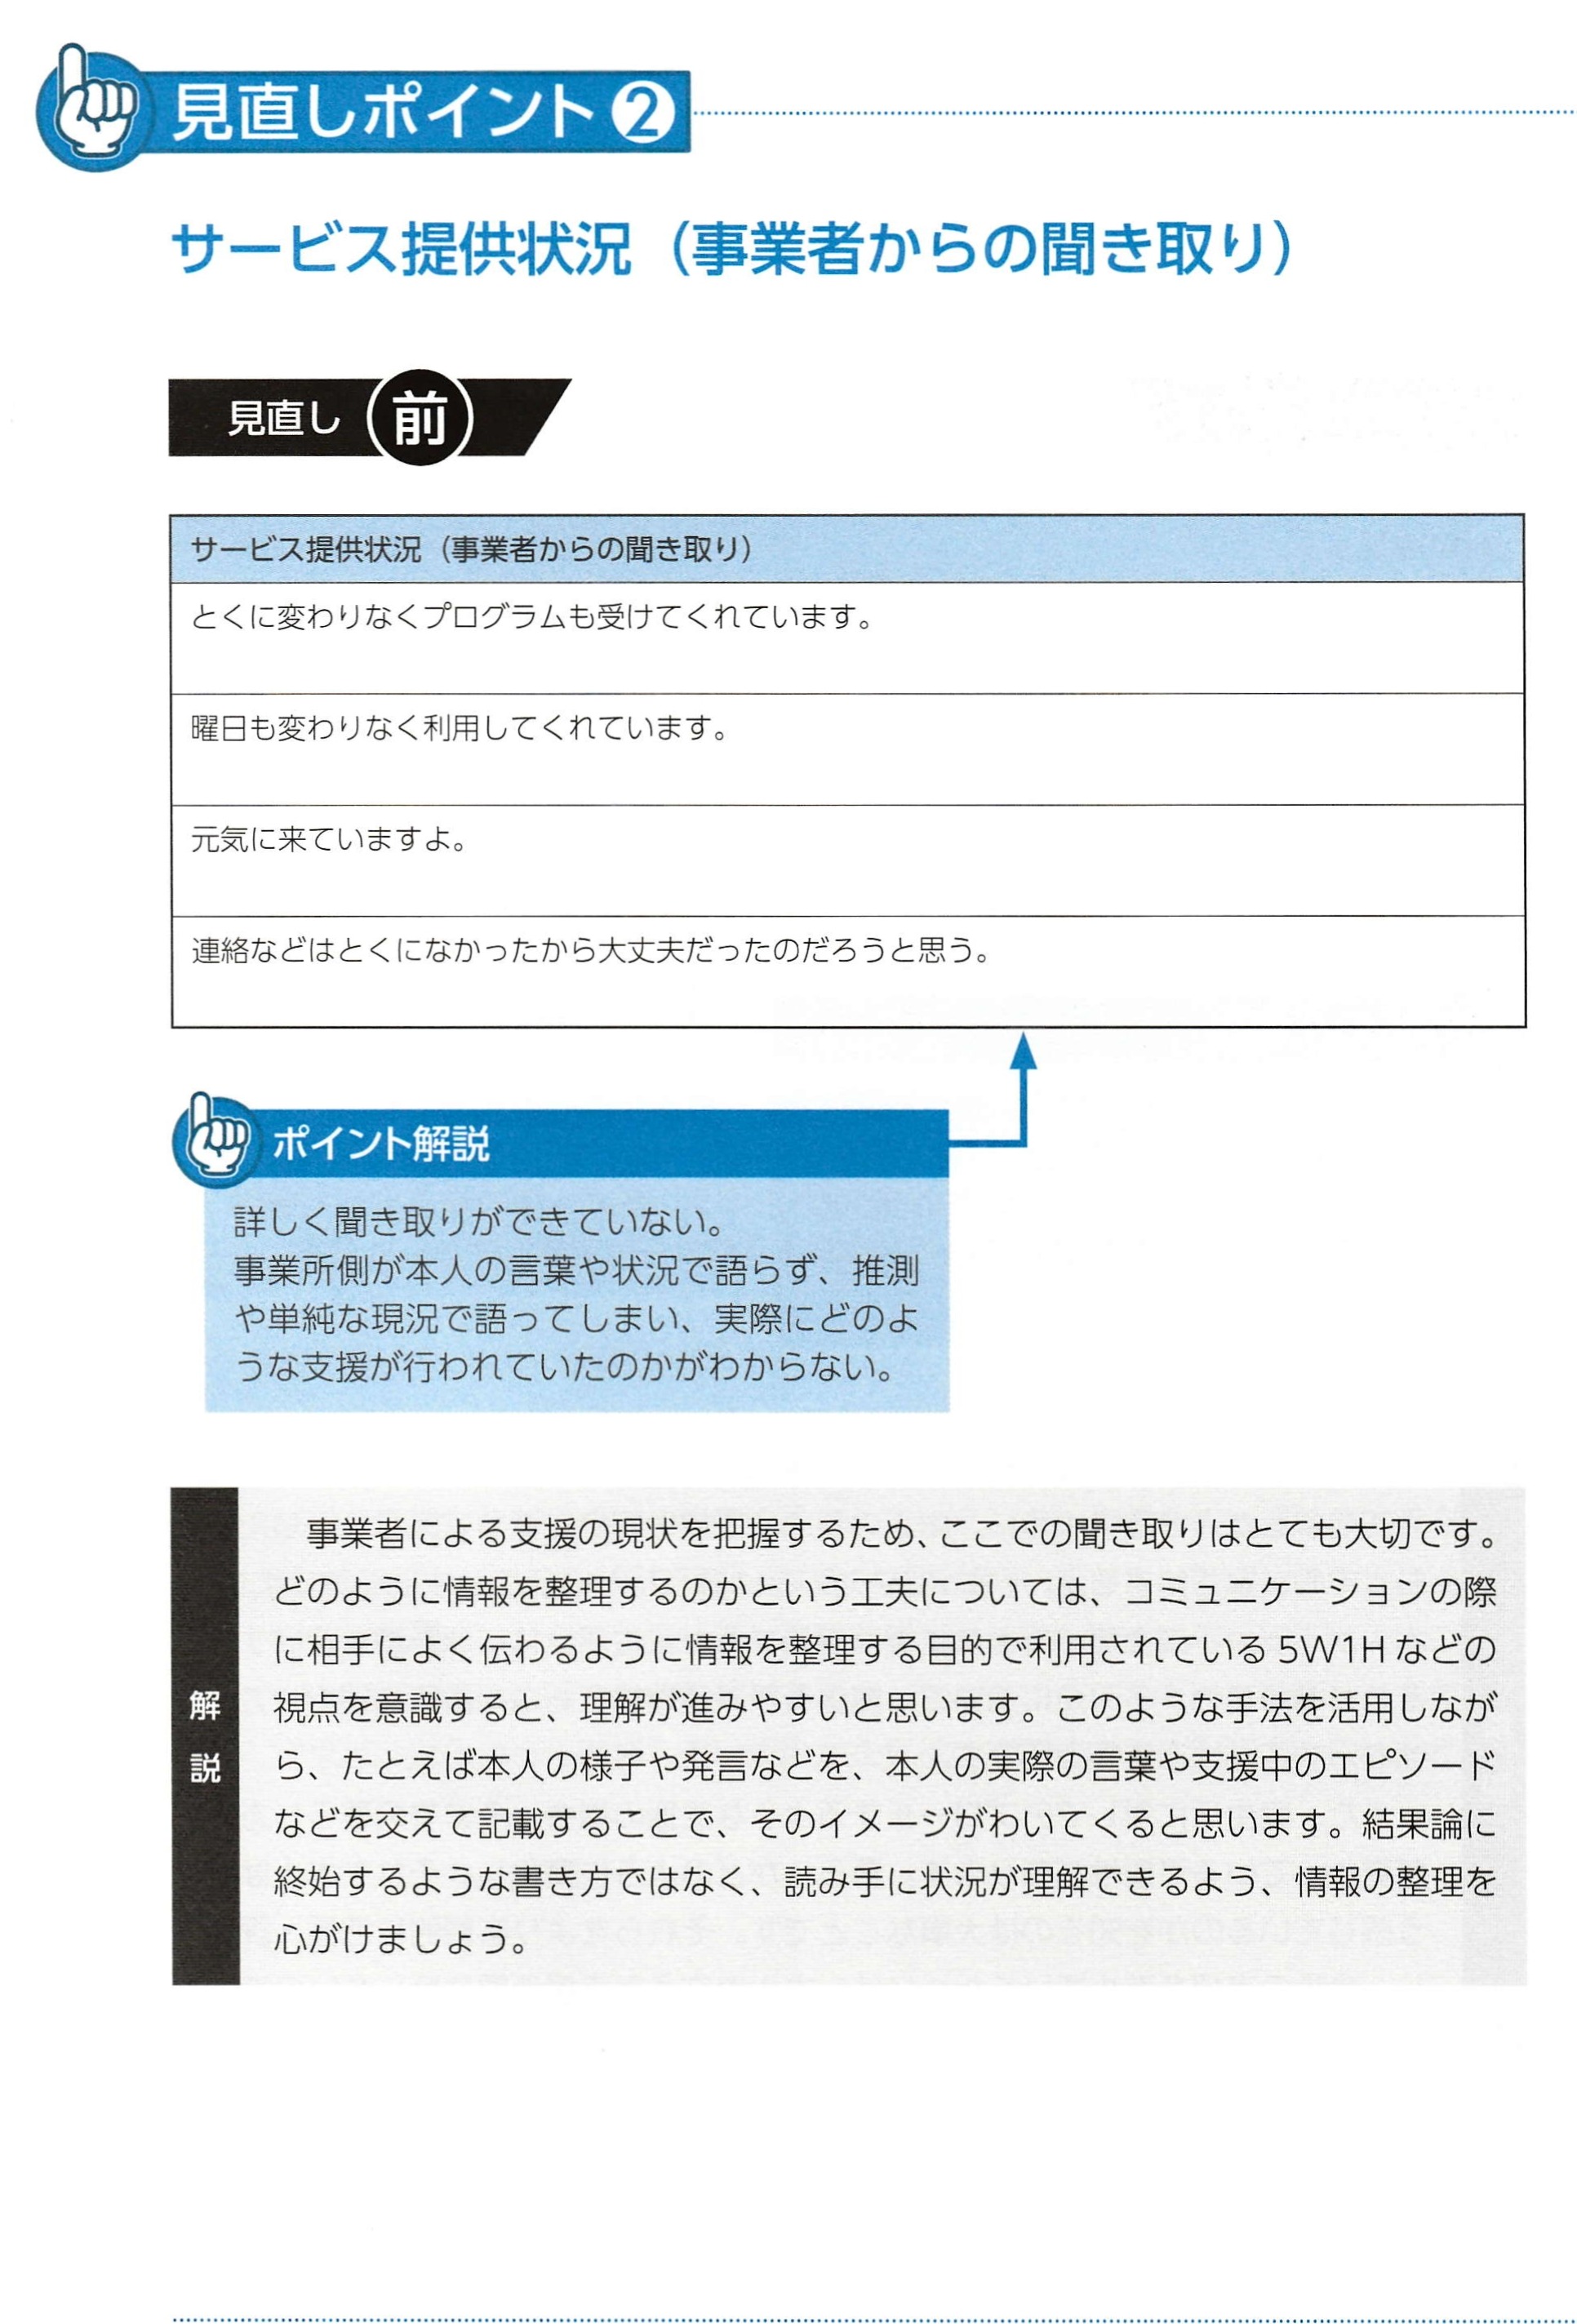 見直しポイント❷
サービス提供状況（事業者からの聞き取り）
見直し 前
サービス提供状況（事業者からの聞き取り）
とくに変わりなくプログラムも受けてくれています。
曜日も変わりなく利用してくれています。
元気に来ていますよ。
連絡などはとくになかったから大丈夫だったのだろうと思う。
ポイント解説
詳しく聞き取りができていない。
事業所側が本人の言葉や状況で語らず、推測
や単純な現況で語ってしまい、実際にどのよ
うな支援が行われていたのかがわからない。
解説
事業者による支援の現状を把握するため、ここでの聞き取りはとても大切です。
どのように情報を整理するのかという工夫については、コミュニケーションの際
に相手によく伝わるように情報を整理する目的で利用されている 5W1H などの
視点を意識すると、理解が進みやすいと思います。このような手法を活用しなが
ら、たとえば本人の様子や発言などを、本人の実際の言葉や支援中のエピソード
などを交えて記載することで、そのイメージがわいてくると思います。結果論に
終始するような書き方ではなく、読み手に状況が理解できるよう、情報の整理を
心がけましょう。